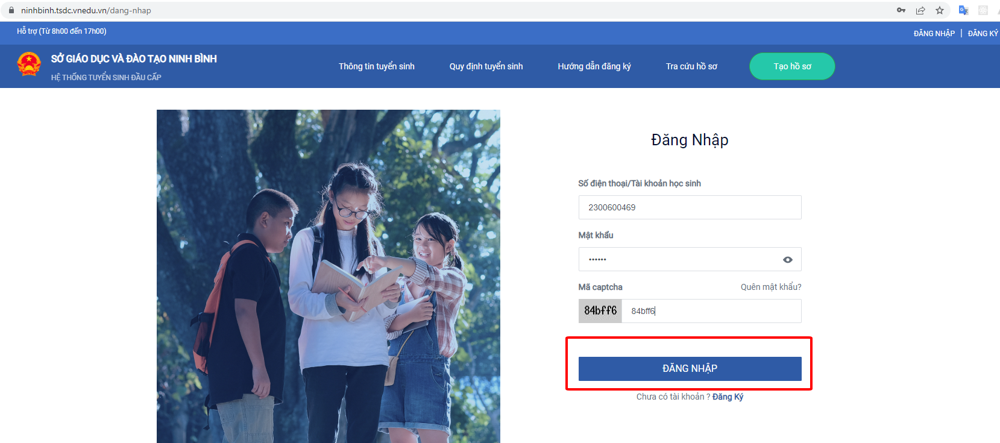 ninhbinh.tsdc.vnedu.vn/dang-nhap
Hỗ trợ (Từ 8h00 đến 17h00)
ĐĂNG NHẬP | ĐĂNG KÝ
SỞ GIÁO DỤC VÀ ĐÀO TẠO NINH BÌNH
HỆ THỐNG TUYỂN SINH ĐẦU CẤP
Thông tin tuyển sinh
Quy định tuyển sinh
Hướng dẫn đăng ký
Tra cứu hồ sơ
Tạo hồ sơ
Đăng Nhập
Số điện thoại/Tài khoản học sinh
2300600469
Mật khẩu
••••••
Mã captcha
Quên mật khẩu?
84bff6
84bff6
ĐĂNG NHẬP
Chưa có tài khoản ? Đăng Ký